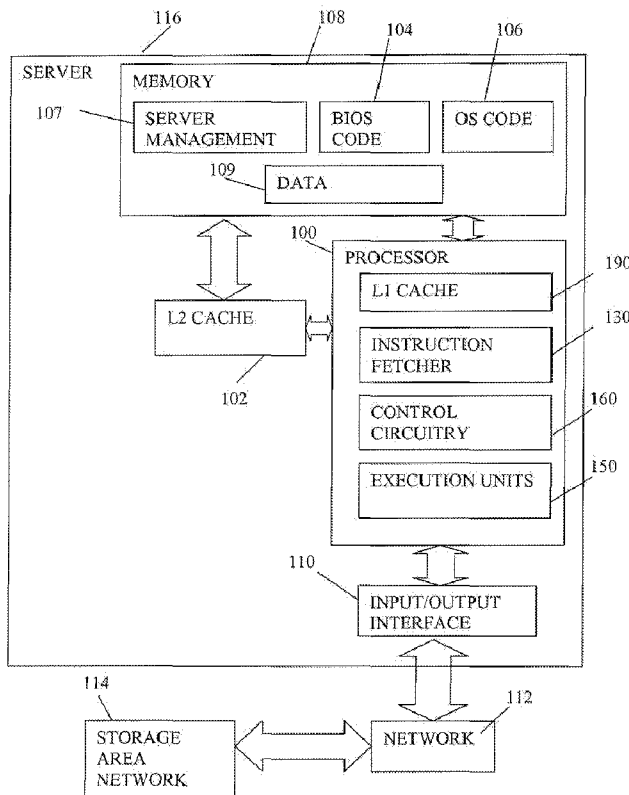 116
108
104
106
SERVER
MEMORY
107
SERVER
MANAGEMENT
BIOS
CODE
OS CODE
109
DATA
100
PROCESSOR
190
L1 CACHE
L2 CACHE
130
INSTRUCTION
FETCHER
102
160
CONTROL
CIRCUITRY
150
EXECUTION UNITS
110
INPUT/OUTPUT
INTERFACE
114
112
STORAGE
AREA
NETWORK
NETWORK